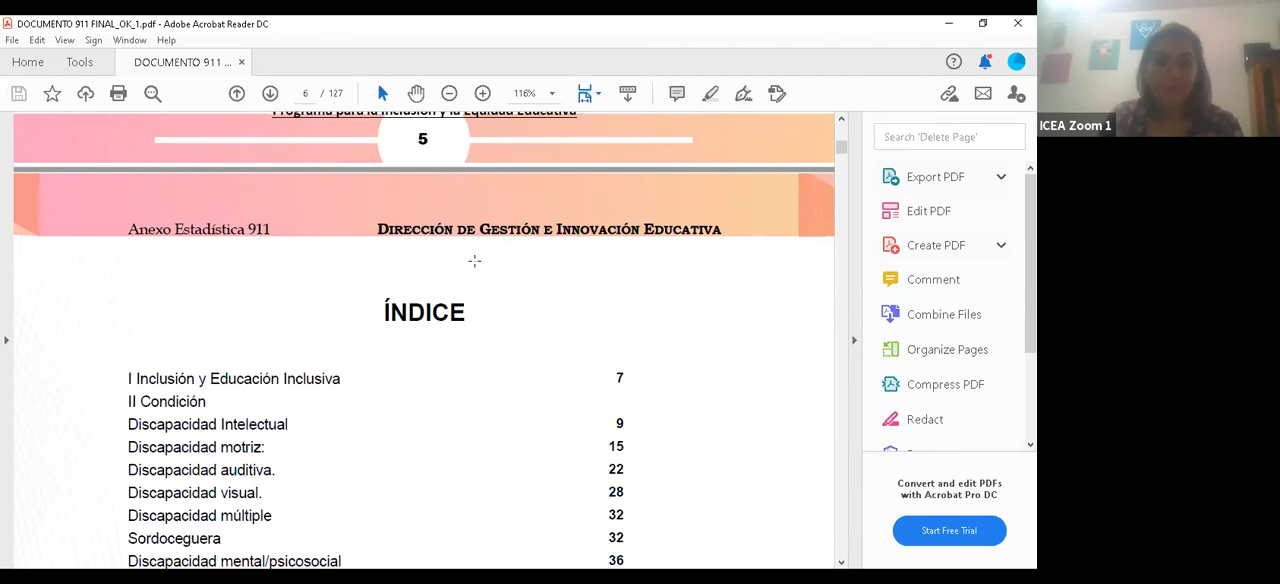 DOCUMENTO 911 FINAL_OK_1.pdf - Adobe Acrobat Reader DC
File Edit View Sign Window Help
Home Tools DOCUMENTO 911 ... ×
6 / 127 116%
Programa para la Inclusión y la Equidad Educativa
5
Anexo Estadística 911 DIRECCIÓN DE GESTIÓN E INNOVACIÓN EDUCATIVA
ÍNDICE
I Inclusión y Educación Inclusiva 7
II Condición
Discapacidad Intelectual 9
Discapacidad motriz: 15
Discapacidad auditiva. 22
Discapacidad visual. 28
Discapacidad múltiple 32
Sordoceguera 32
Discapacidad mental/psicosocial 36
Search 'Delete Page'
Export PDF
Edit PDF
Create PDF
Comment
Combine Files
Organize Pages
Compress PDF
Redact
Convert and edit PDFs
with Acrobat Pro DC
Start Free Trial
ICEA Zoom 1